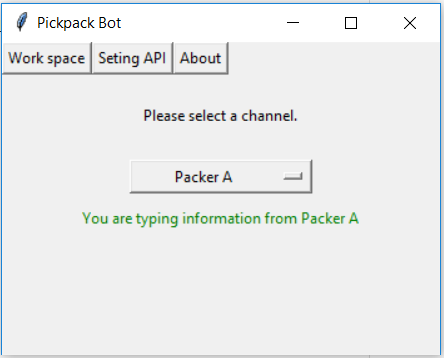 Pickpack Bot
Work space Seting API About
Please select a channel.
Packer A
You are typing information from Packer A